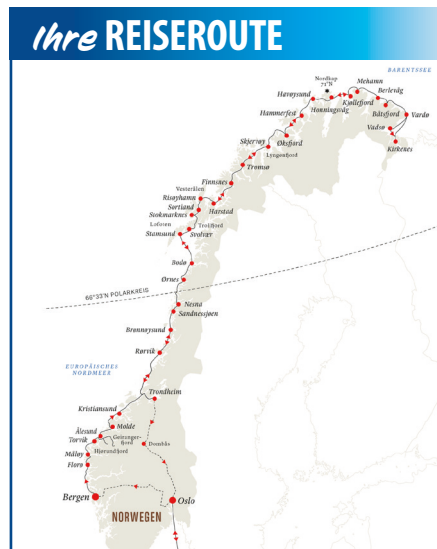 Ihre REISEROUTE
BARENTSSEE
Nordkap
71°N
Mehamn
Havøysund
Berlevåg
Kjøllefjord
Honningsvåg
Hammerfest
Båtsfjord
Vardø
Skjervøy
Øksfjord
Vadsø
Lyngenfjord
Kirkenes
Tromsø
Finnsnes
Vesterålen
Risøyhamn
Harstad
Sortland
Stokmarknes
Lofoten
Trollfjord
Stamsund
Svolvær
Bodø
Ørnes
66°33'N POLARKREIS
Nesna
Sandnessjøen
Brønnøysund
Rørvik
EUROPÄISCHES
NORDMEER
Trondheim
Kristiansund
Molde
Ålesund
Geiranger-
fjord
Torvik
Dombås
Hjørundfjord
Måløy
Florø
Bergen
Oslo
NORWEGEN